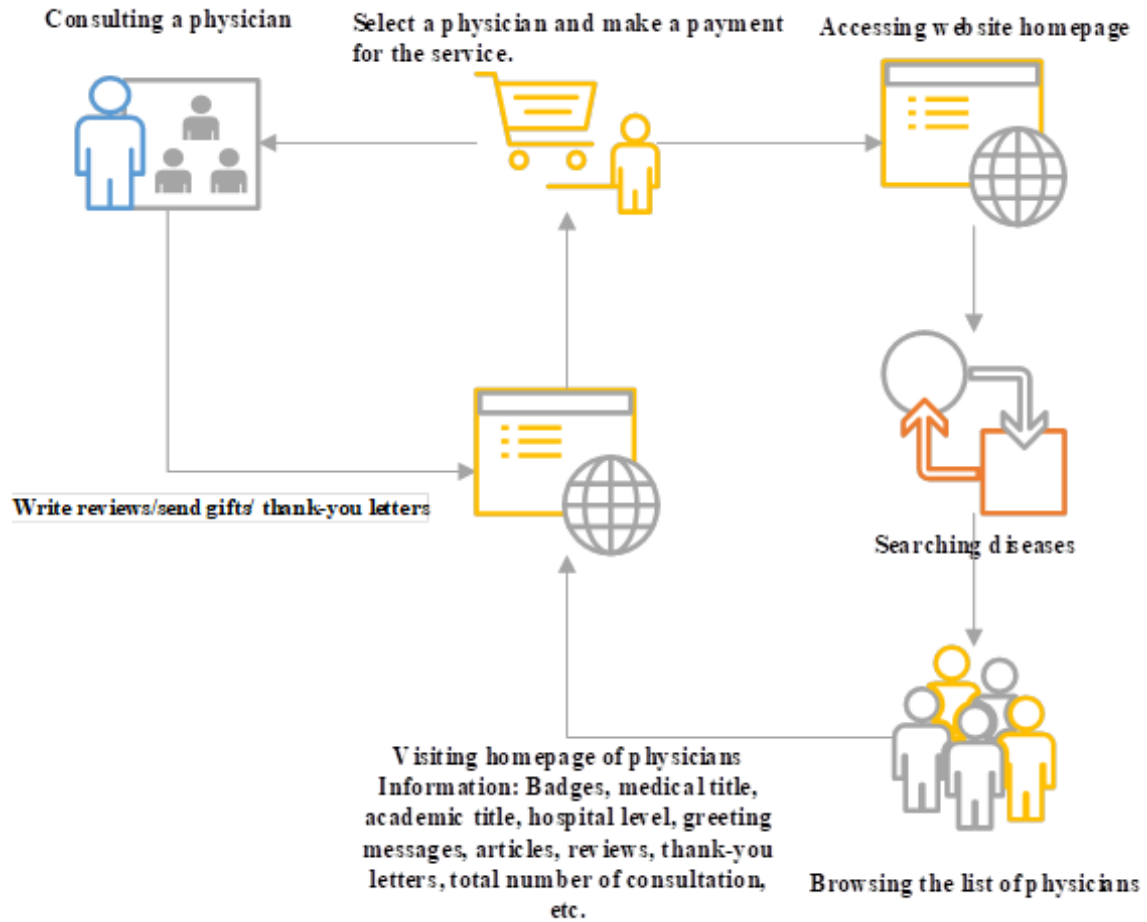 Consulting a physician
Select a physician and make a payment
for the service.
Accessing website homepage
Write reviews/send gifts/ thank-you letters
Searching diseases
Visiting homepage of physicians
Information: Badges, medical title,
academic title, hospital level, greeting
messages, articles, reviews, thank-you
letters, total number of consultation,
etc.
Browsing the list of physicians